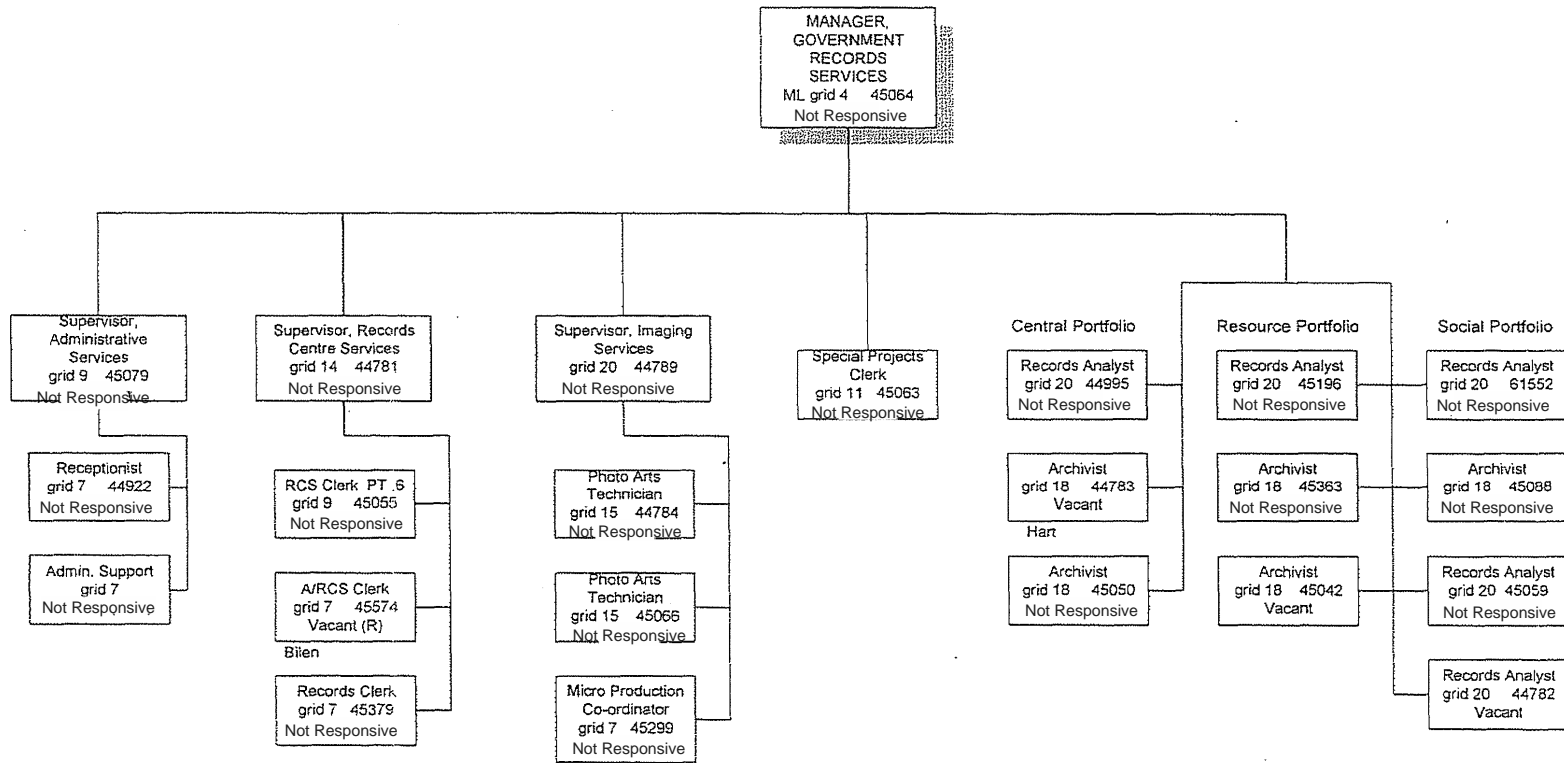 MANAGER,
GOVERNMENT
RECORDS
SERVICES
ML grid 4 45064
Not Responsive
Supervisor,
Administrative
Services
grid 9 45079
Not Responsive
Receptionist
grid 7 44922
Not Responsive
Admin. Support
grid 7
Not Responsive
Supervisor, Records
Centre Services
grid 14 44781
Not Responsive
RCS Clerk PT .6
grid 9 45055
Not Responsive
A/RCS Clerk
grid 7 45574
Vacant (R)
Bilen
Records Clerk
grid 7 45379
Not Responsive
Supervisor, Imaging
Services
grid 20 44789
Not Responsive
Photo Arts
Technician
grid 15 44784
Not Responsive
Photo Arts
Technician
grid 15 45066
Not Responsive
Micro Production
Co-ordinator
grid 7 45299
Not Responsive
Special Projects
Clerk
grid 11 45063
Not Responsive
Central Portfolio
Records Analyst
grid 20 44995
Not Responsive
Archivist
grid 18 44783
Vacant
Hart
Archivist
grid 18 45050
Not Responsive
Resource Portfolio
Records Analyst
grid 20 45196
Not Responsive
Archivist
grid 18 45363
Not Responsive
Archivist
grid 18 45042
Vacant
Social Portfolio
Records Analyst
grid 20 61552
Not Responsive
Archivist
grid 18 45088
Not Responsive
Records Analyst
grid 20 45059
Not Responsive
Records Analyst
grid 20 44782
Vacant